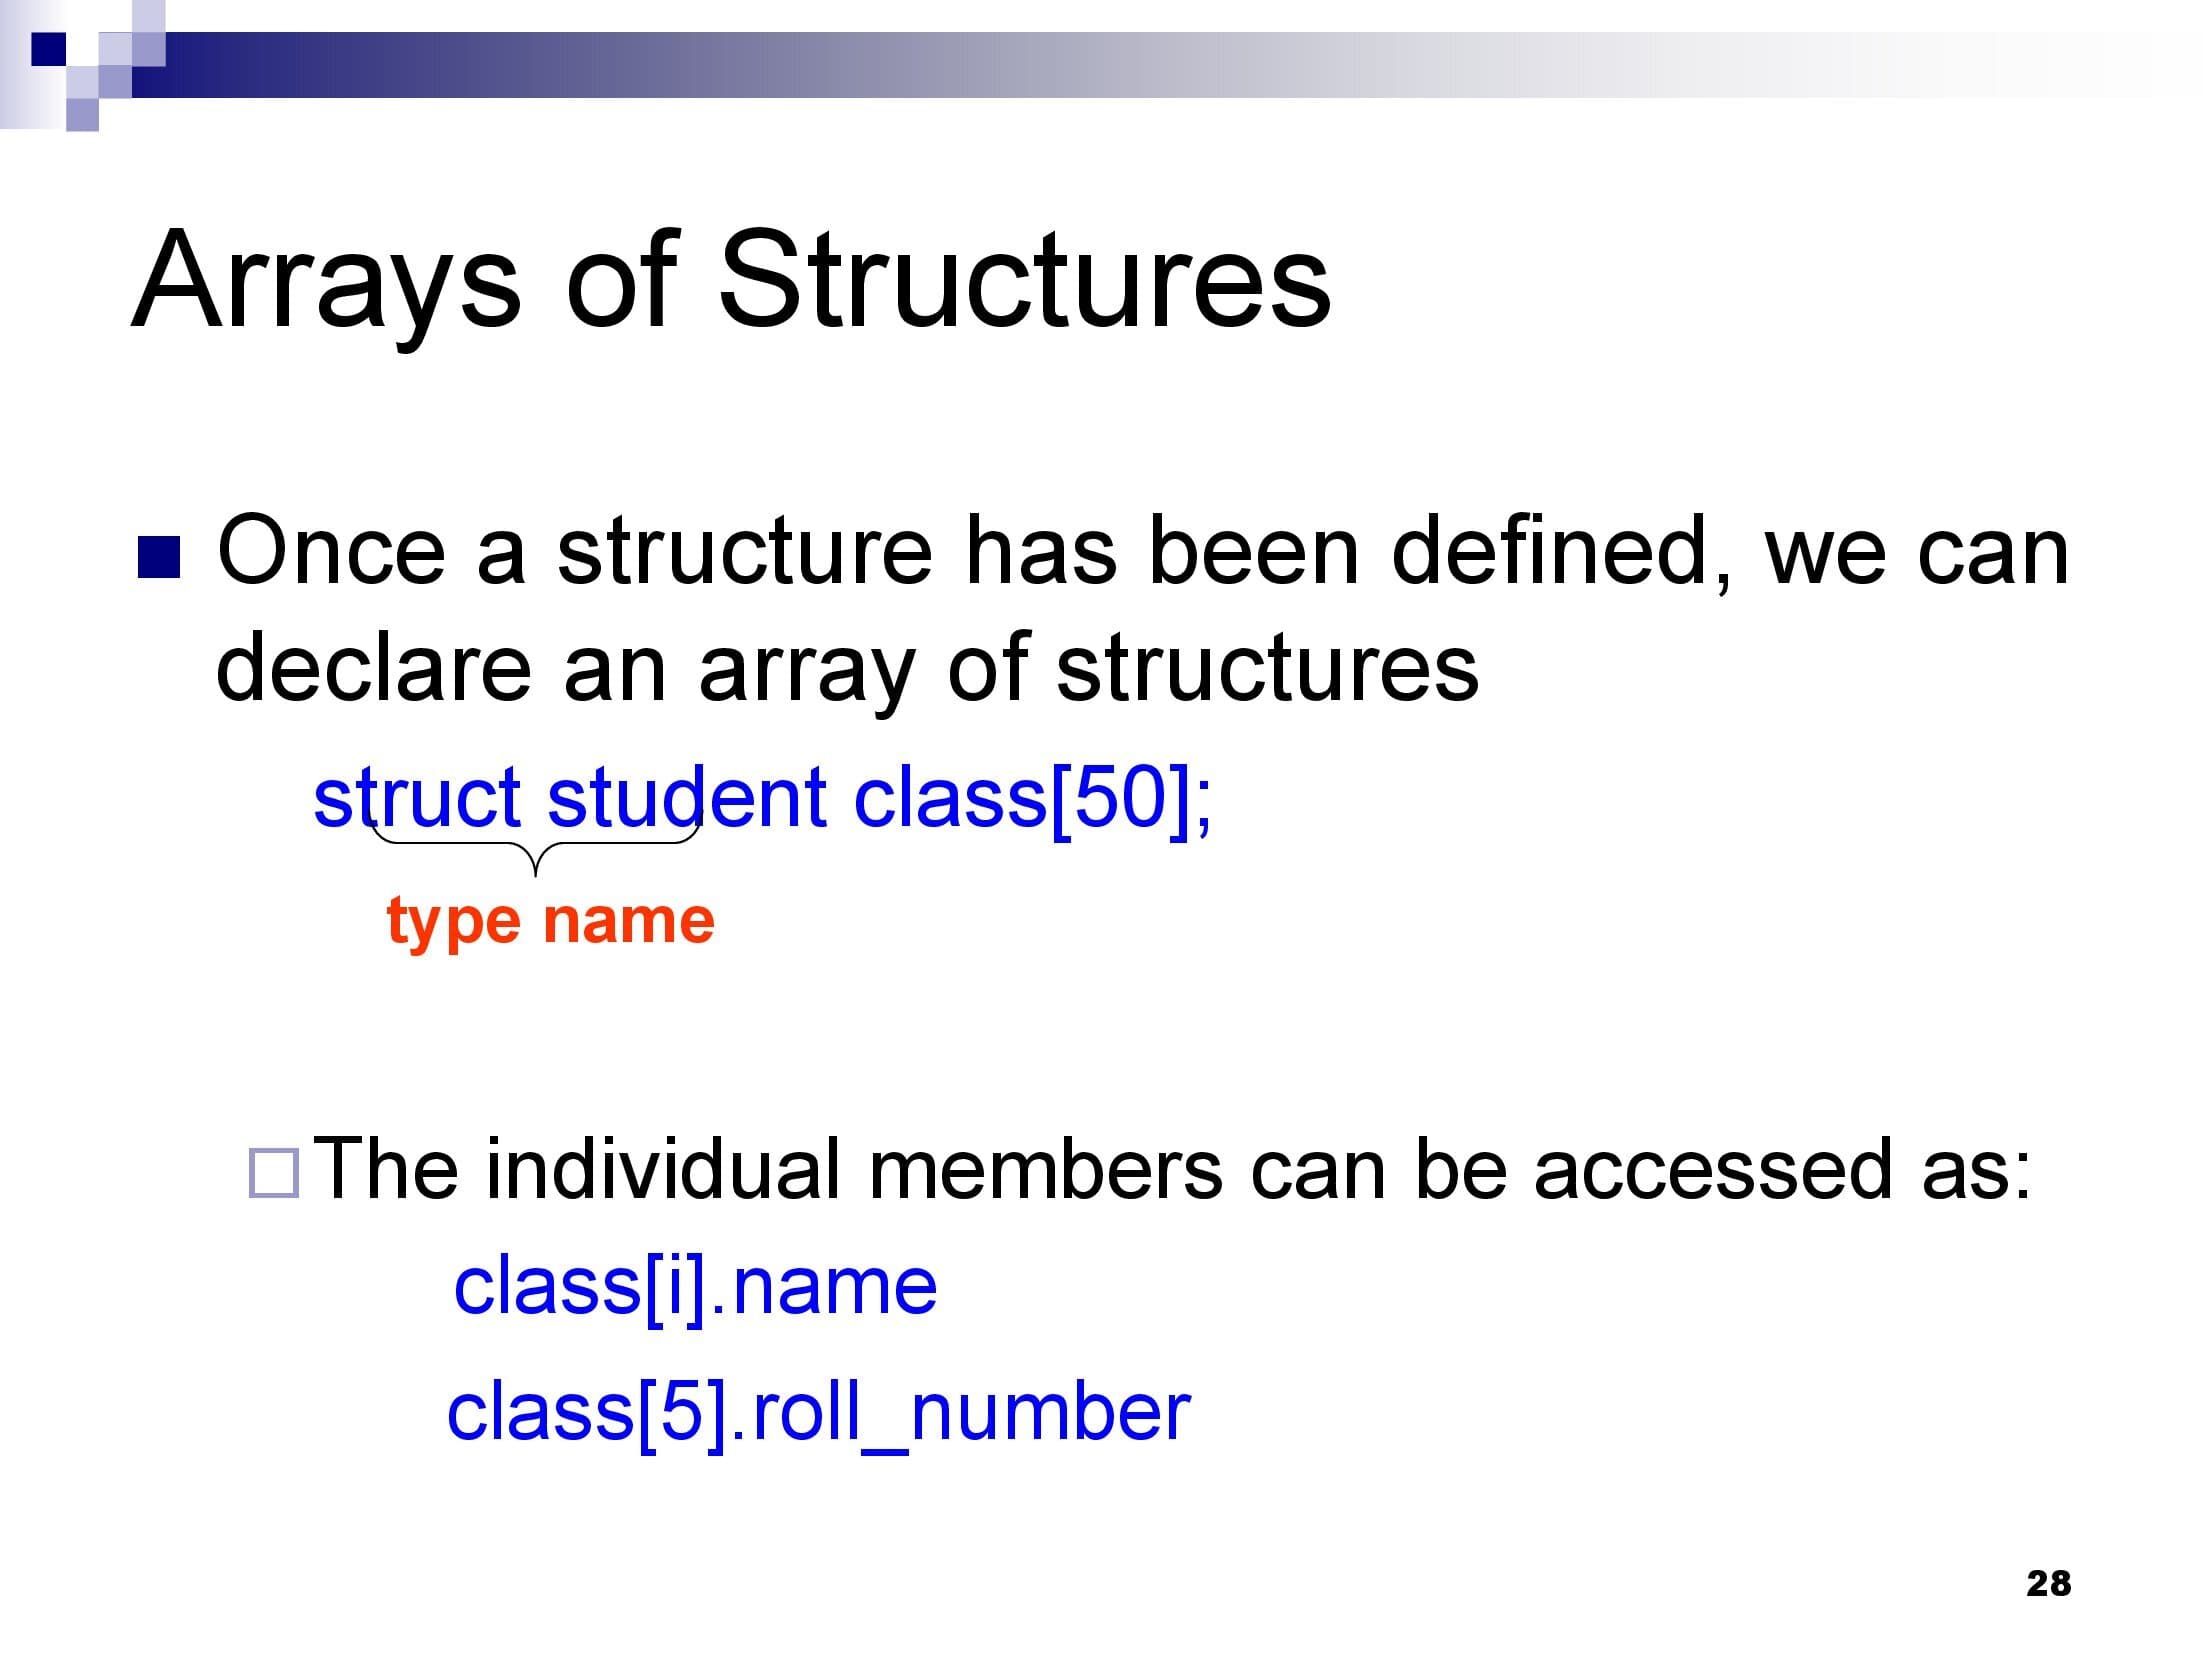 Arrays of Structures
Once a structure has been defined, we can
declare an array of structures
struct student class[50];
type name
The individual members can be accessed as:
class[i].name
class[5].roll_number
28